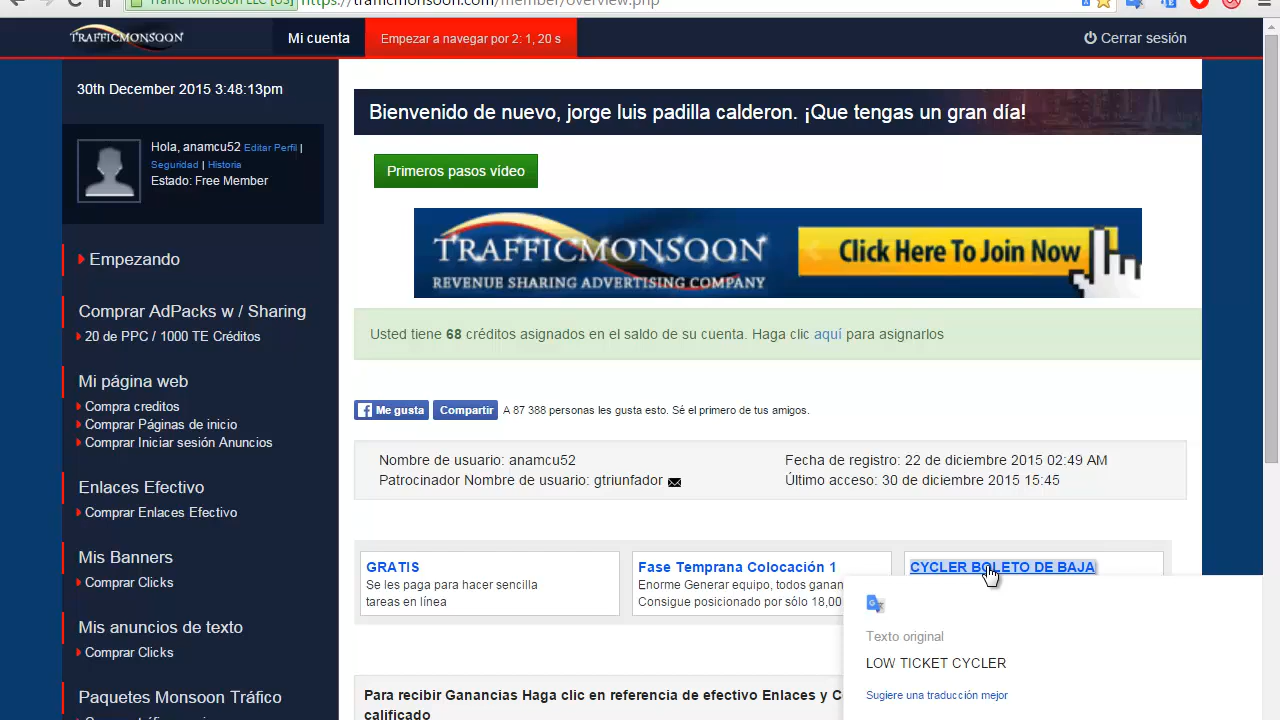 Traffic Monsoon LLC [US] https://trafficmonsoon.com/member/overview.php
TRAFFICMONSOON
Mi cuenta
Empezar a navegar por 2: 1, 20 s
Cerrar sesión
30th December 2015 3:48:13pm
Hola, anamcu52 Editar Perfil |
Seguridad | Historia
Estado: Free Member
Empezando
Comprar AdPacks w / Sharing
20 de PPC / 1000 TE Créditos
Mi página web
Compra creditos
Comprar Páginas de inicio
Comprar Iniciar sesión Anuncios
Enlaces Efectivo
Comprar Enlaces Efectivo
Mis Banners
Comprar Clicks
Mis anuncios de texto
Comprar Clicks
Paquetes Monsoon Tráfico
Bienvenido de nuevo, jorge luis padilla calderon. ¡Que tengas un gran día!
Primeros pasos vídeo
TRAFFICMONSOON
REVENUE SHARING ADVERTISING COMPANY
Click Here To Join Now
Usted tiene 68 créditos asignados en el saldo de su cuenta. Haga clic aquí para asignarlos
Me gusta Compartir A 87 388 personas les gusta esto. Sé el primero de tus amigos.
Nombre de usuario: anamcu52
Patrocinador Nombre de usuario: gtriunfador
Fecha de registro: 22 de diciembre 2015 02:49 AM
Último acceso: 30 de diciembre 2015 15:45
GRATIS
Se les paga para hacer sencilla
tareas en línea
Fase Temprana Colocación 1
Enorme Generar equipo, todos ganan
Consigue posicionado por sólo 18,00
CYCLER BOLETO DE BAJA
Texto original
LOW TICKET CYCLER
Sugiere una traducción mejor
Para recibir Ganancias Haga clic en referencia de efectivo Enlaces y C
calificado